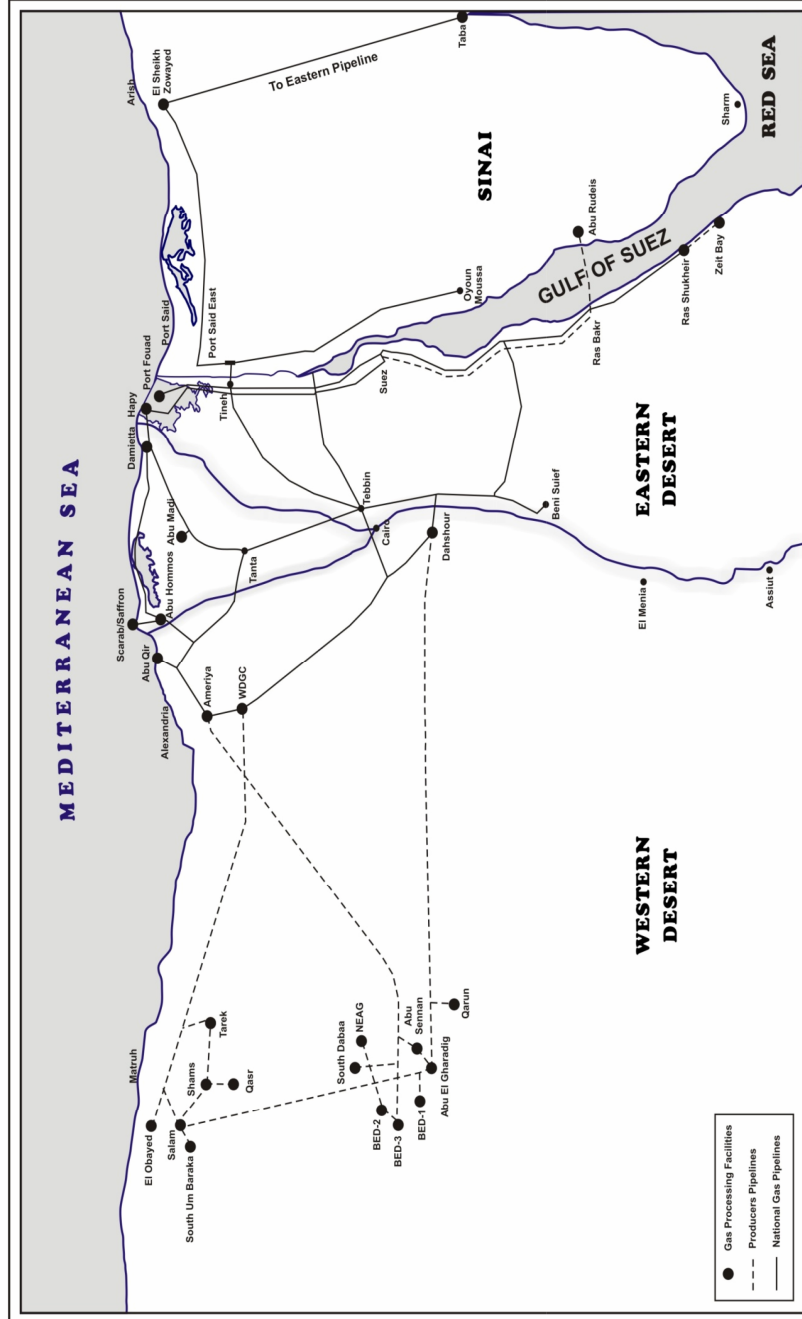 MEDITERRANEAN SEA
Matruh
Alexandria
Abu Qir
Scarab/Saffron
Abu Hommos
Abu Madi
Damietta
Hapy
Port Fouad
Port Said
Port Said East
Arish
El Sheikh
Zowayed
To Eastern Pipeline
Taba
El Obayed
Salam
South Um Baraka
Shams
Tarek
Qasr
Ameriya
WDGC
Tanta
Tineh
Tebbin
Cairo
Dahshour
Suez
Oyoun
Moussa
SINAI
South Dabaa
NEAG
BED-2
BED-3
BED-1
Abu
Sennan
Abu El Gharadig
Qarun
Beni Suief
Abu Rudeis
GULF OF SUEZ
Ras Bakr
Ras Shukheir
Zeit Bay
Sharm
RED SEA
WESTERN
DESERT
EASTERN
DESERT
El Menia
Assiut
Gas Processing Facilities
Producers Pipelines
National Gas Pipelines